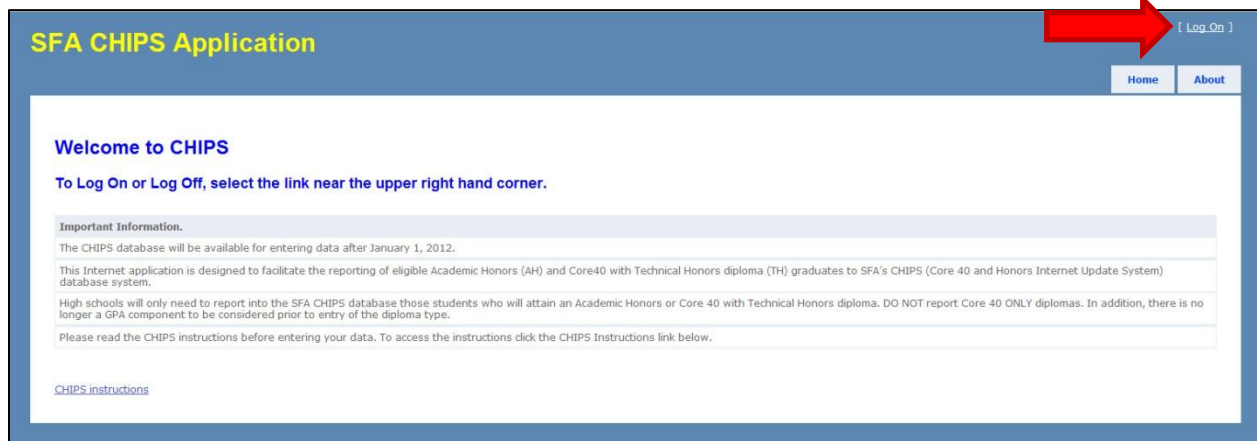 [ Log On ]
SFA CHIPS Application
Home
About
Welcome to CHIPS
To Log On or Log Off, select the link near the upper right hand corner.
Important Information.
The CHIPS database will be available for entering data after January 1, 2012.
This Internet application is designed to facilitate the reporting of eligible Academic Honors (AH) and Core40 with Technical Honors diploma (TH) graduates to SFA's CHIPS (Core 40 and Honors Internet Update System)
database system.
High schools will only need to report into the SFA CHIPS database those students who will attain an Academic Honors or Core 40 with Technical Honors diploma. DO NOT report Core 40 ONLY diplomas. In addition, there is
no longer a GPA component to be considered prior to entry of the diploma type.
Please read the CHIPS instructions before entering your data. To access the instructions click the CHIPS Instructions link below.
CHIPS instructions